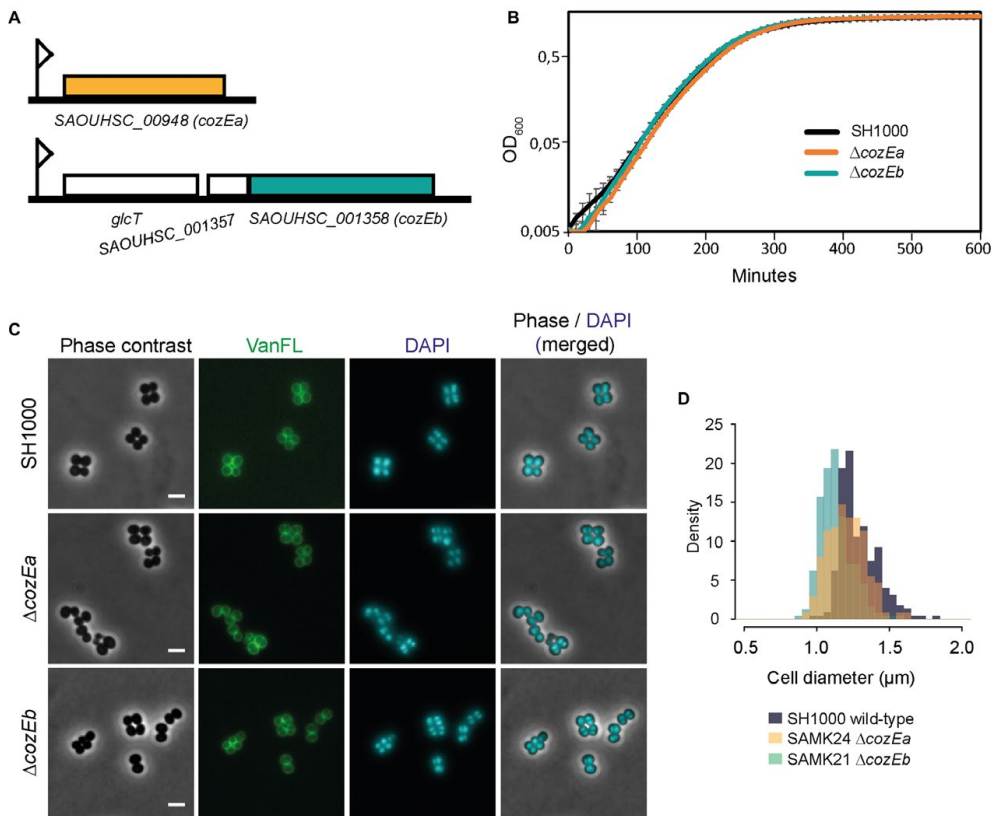 A
SAOUHSC_00948 (cozEa)
glcT
SAOUHSC_001357
SAOUHSC_001358 (cozEb)
B
OD600
0,5
0,05
0,005
SH1000
ΔcozEa
ΔcozEb
0
100
200
300
400
500
600
Minutes
C
Phase contrast
VanFL
DAPI
Phase / DAPI
(merged)
SH1000
ΔcozEa
ΔcozEb
D
Density
25
20
15
10
5
0
0.5
1.0
1.5
2.0
Cell diameter (µm)
SH1000 wild-type
SAMK24 ΔcozEa
SAMK21 ΔcozEb